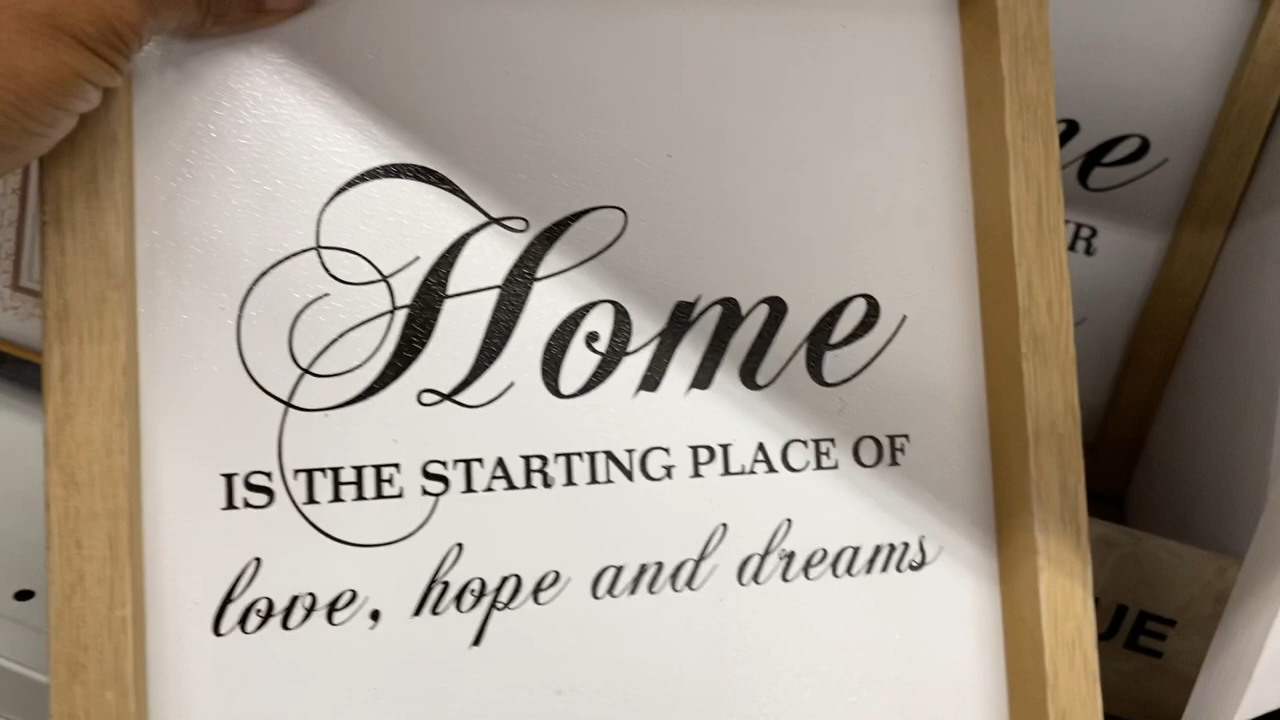 Home
IS THE STARTING PLACE OF
love, hope and dreams